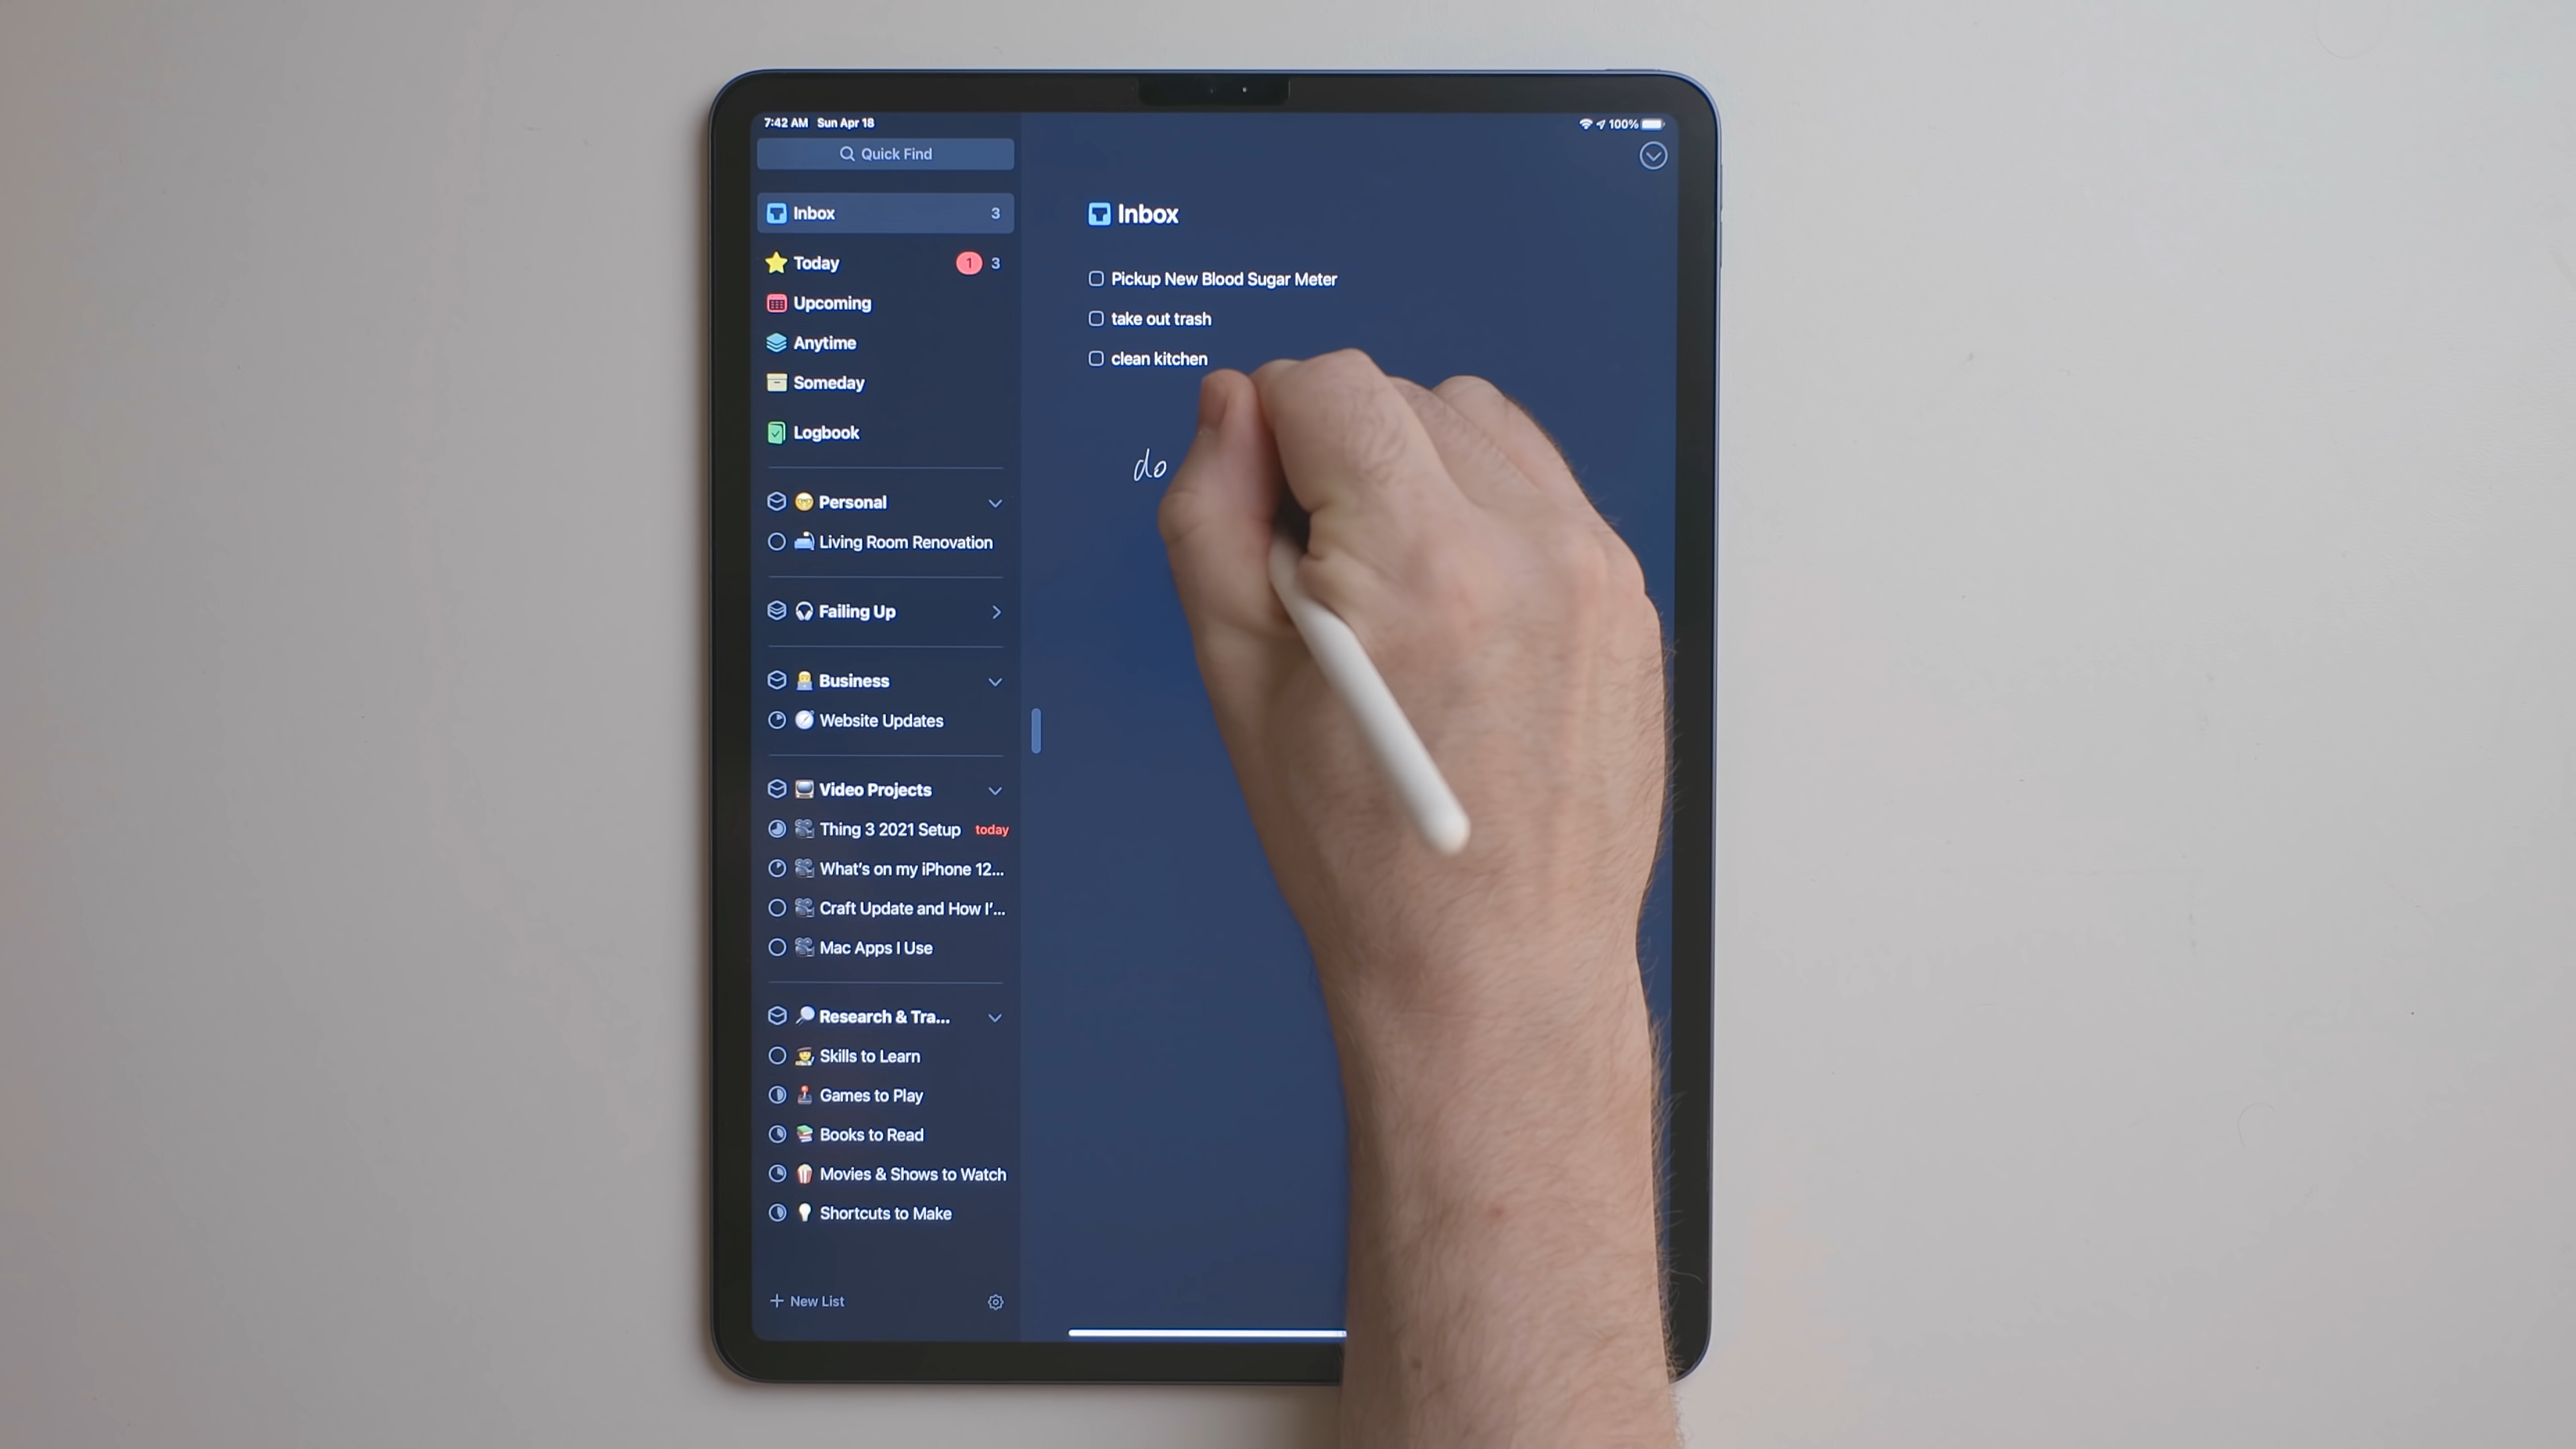 7:42 AM Sun Apr 18
100%
Quick Find
Inbox 3
Today 1 3
Upcoming
Anytime
Someday
Logbook
Personal
Living Room Renovation
Failing Up
Business
Website Updates
Video Projects
Thing 3 2021 Setup today
What's on my iPhone 12...
Craft Update and How I'...
Mac Apps I Use
Research & Tra...
Skills to Learn
Games to Play
Books to Read
Movies & Shows to Watch
Shortcuts to Make
+ New List
Inbox
Pickup New Blood Sugar Meter
take out trash
clean kitchen
do